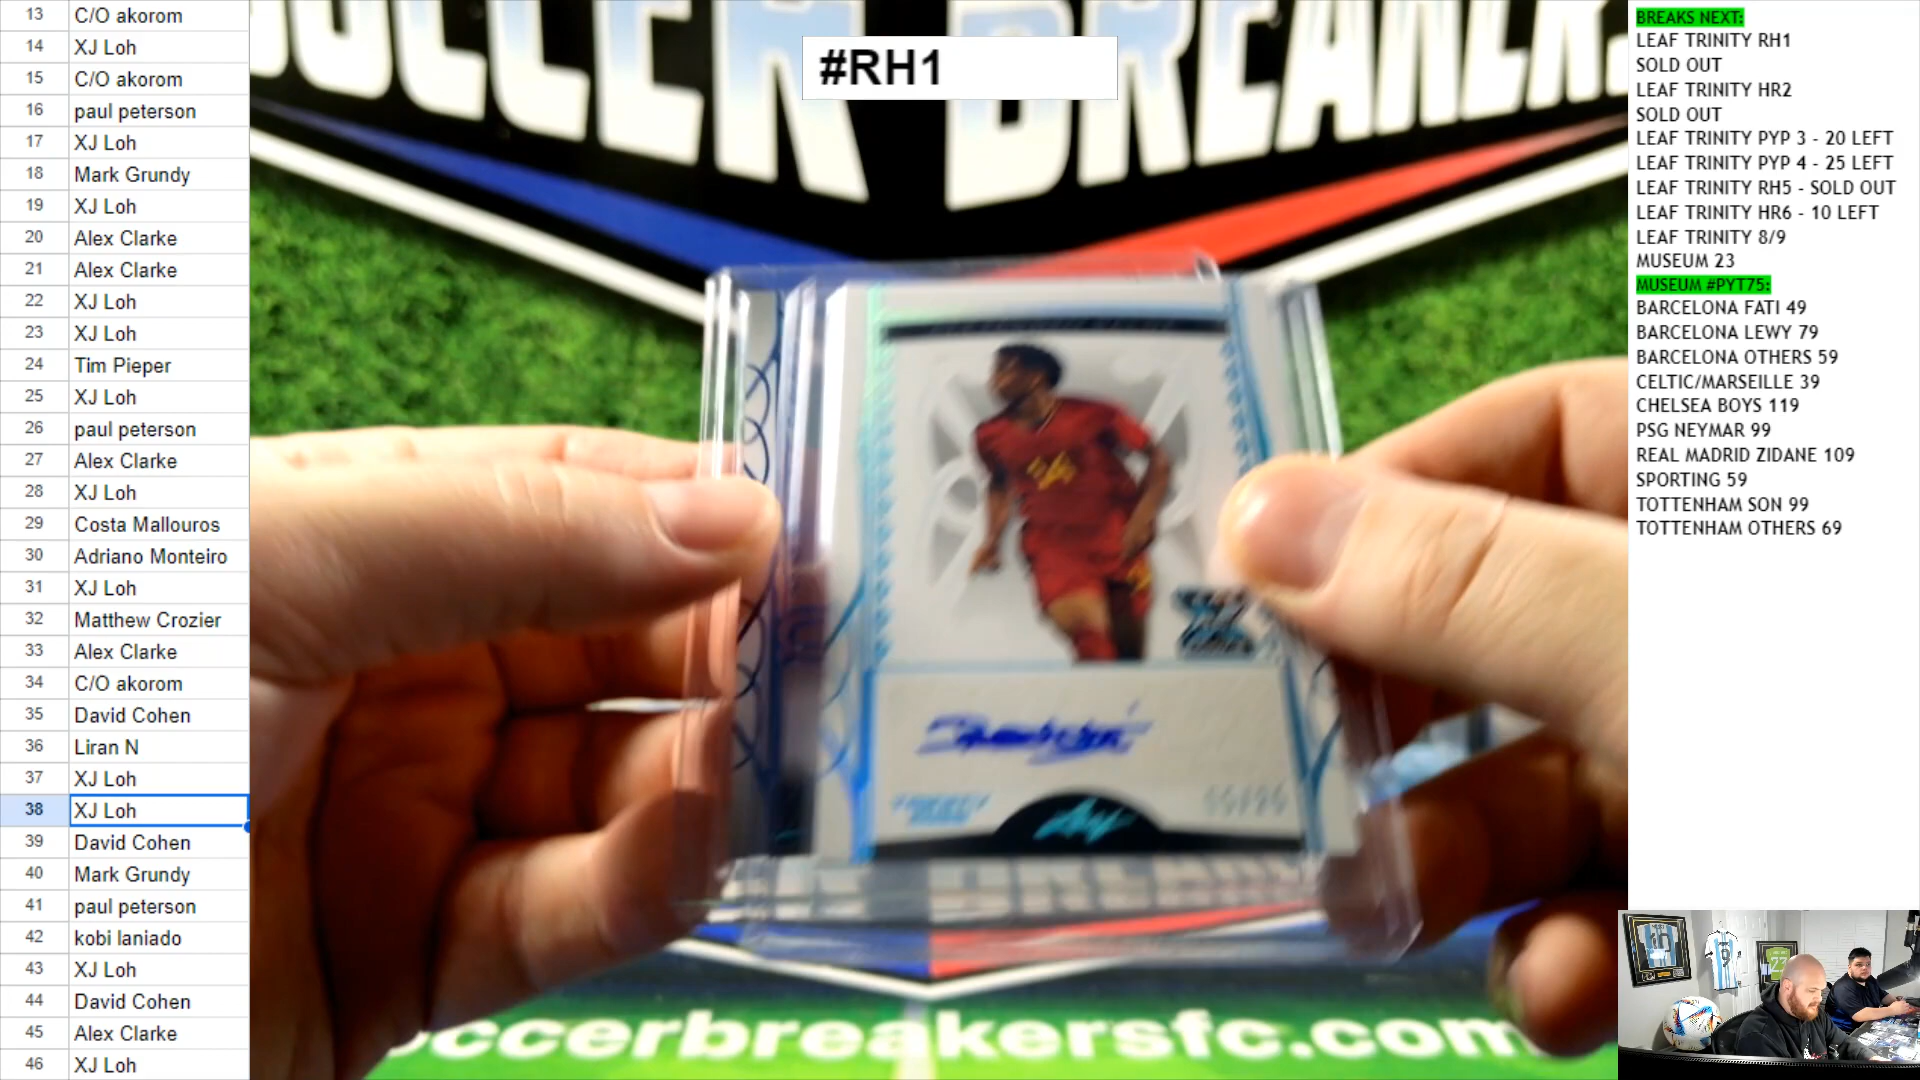 13 C/O akorom
14 XJ Loh
15 C/O akorom
16 paul peterson
17 XJ Loh
18 Mark Grundy
19 XJ Loh
20 Alex Clarke
21 Alex Clarke
22 XJ Loh
23 XJ Loh
24 Tim Pieper
25 XJ Loh
26 paul peterson
27 Alex Clarke
28 XJ Loh
29 Costa Mallouros
30 Adriano Monteiro
31 XJ Loh
32 Matthew Crozier
33 Alex Clarke
34 C/O akorom
35 David Cohen
36 Liran N
37 XJ Loh
38 XJ Loh
39 David Cohen
40 Mark Grundy
41 paul peterson
42 kobi laniado
43 XJ Loh
44 David Cohen
45 Alex Clarke
46 XJ Loh
SOCCER BREAKERS
#RH1
24
soccerbreakersfc.com
BREAKS NEXT:
LEAF TRINITY RH1
SOLD OUT
LEAF TRINITY HR2
SOLD OUT
LEAF TRINITY PYP 3 - 20 LEFT
LEAF TRINITY PYP 4 - 25 LEFT
LEAF TRINITY RH5 - SOLD OUT
LEAF TRINITY HR6 - 10 LEFT
LEAF TRINITY 8/9
MUSEUM 23
MUSEUM #PYT75:
BARCELONA FATI 49
BARCELONA LEWY 79
BARCELONA OTHERS 59
CELTIC/MARSEILLE 39
CHELSEA BOYS 119
PSG NEYMAR 99
REAL MADRID ZIDANE 109
SPORTING 59
TOTTENHAM SON 99
TOTTENHAM OTHERS 69